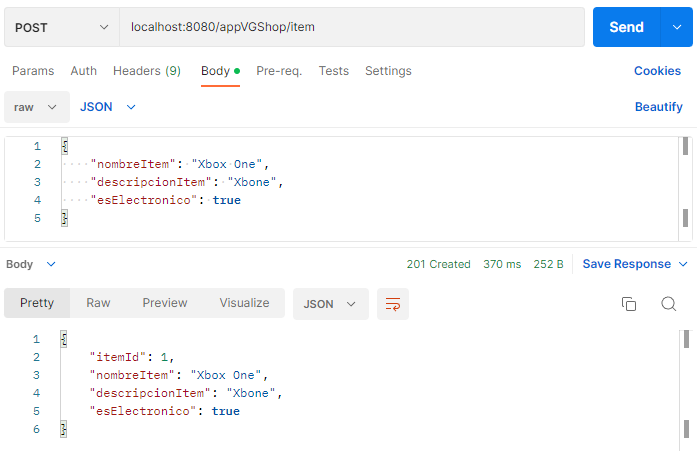 POST localhost:8080/appVGShop/item Send
Params Auth Headers (9) Body Pre-req. Tests Settings Cookies
raw JSON Beautify
1 {
2 "nombreItem": "Xbox One",
3 "descripcionItem": "Xbone",
4 "esElectronico": true
5 }
Body 201 Created 370 ms 252 B Save Response
Pretty Raw Preview Visualize JSON
1 {
2 "itemId": 1,
3 "nombreItem": "Xbox One",
4 "descripcionItem": "Xbone",
5 "esElectronico": true
6 }